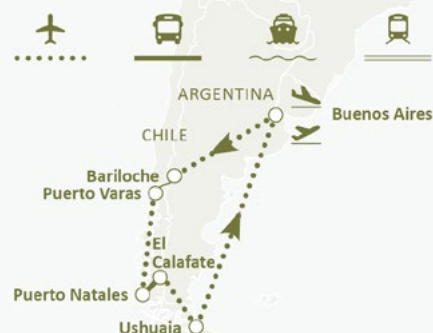 ARGENTINA
Buenos Aires
CHILE
Bariloche
Puerto Varas
El
Calafate
Puerto Natales
Ushuaia